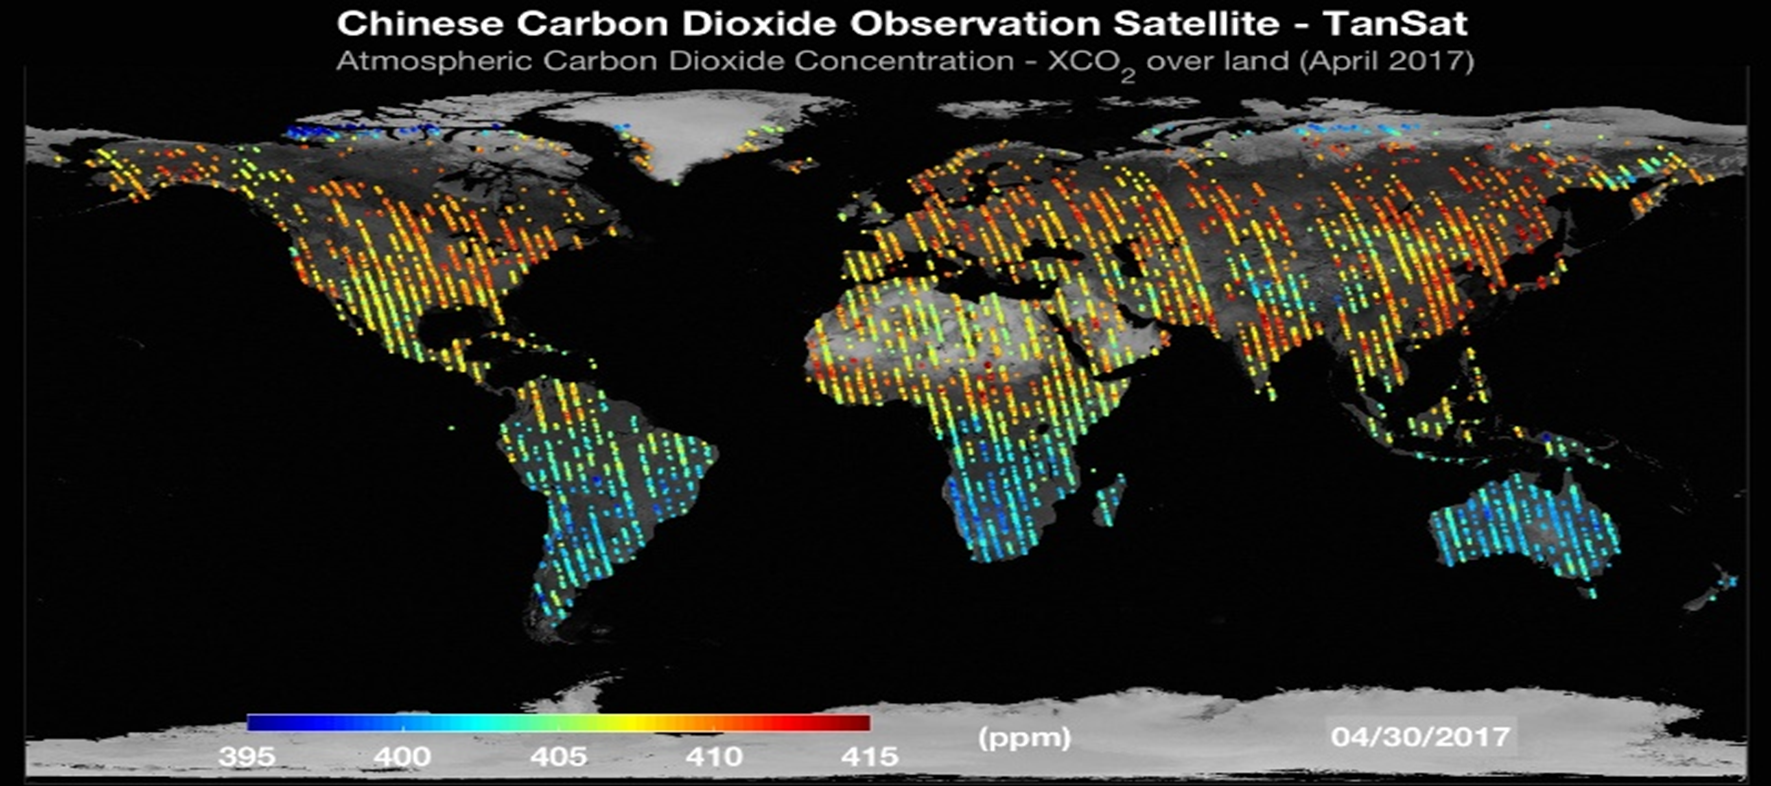 Chinese Carbon Dioxide Observation Satellite - TanSat
Atmospheric Carbon Dioxide Concentration - XCO₂ over land (April 2017)
395 400 405 410 415 (ppm) 04/30/2017